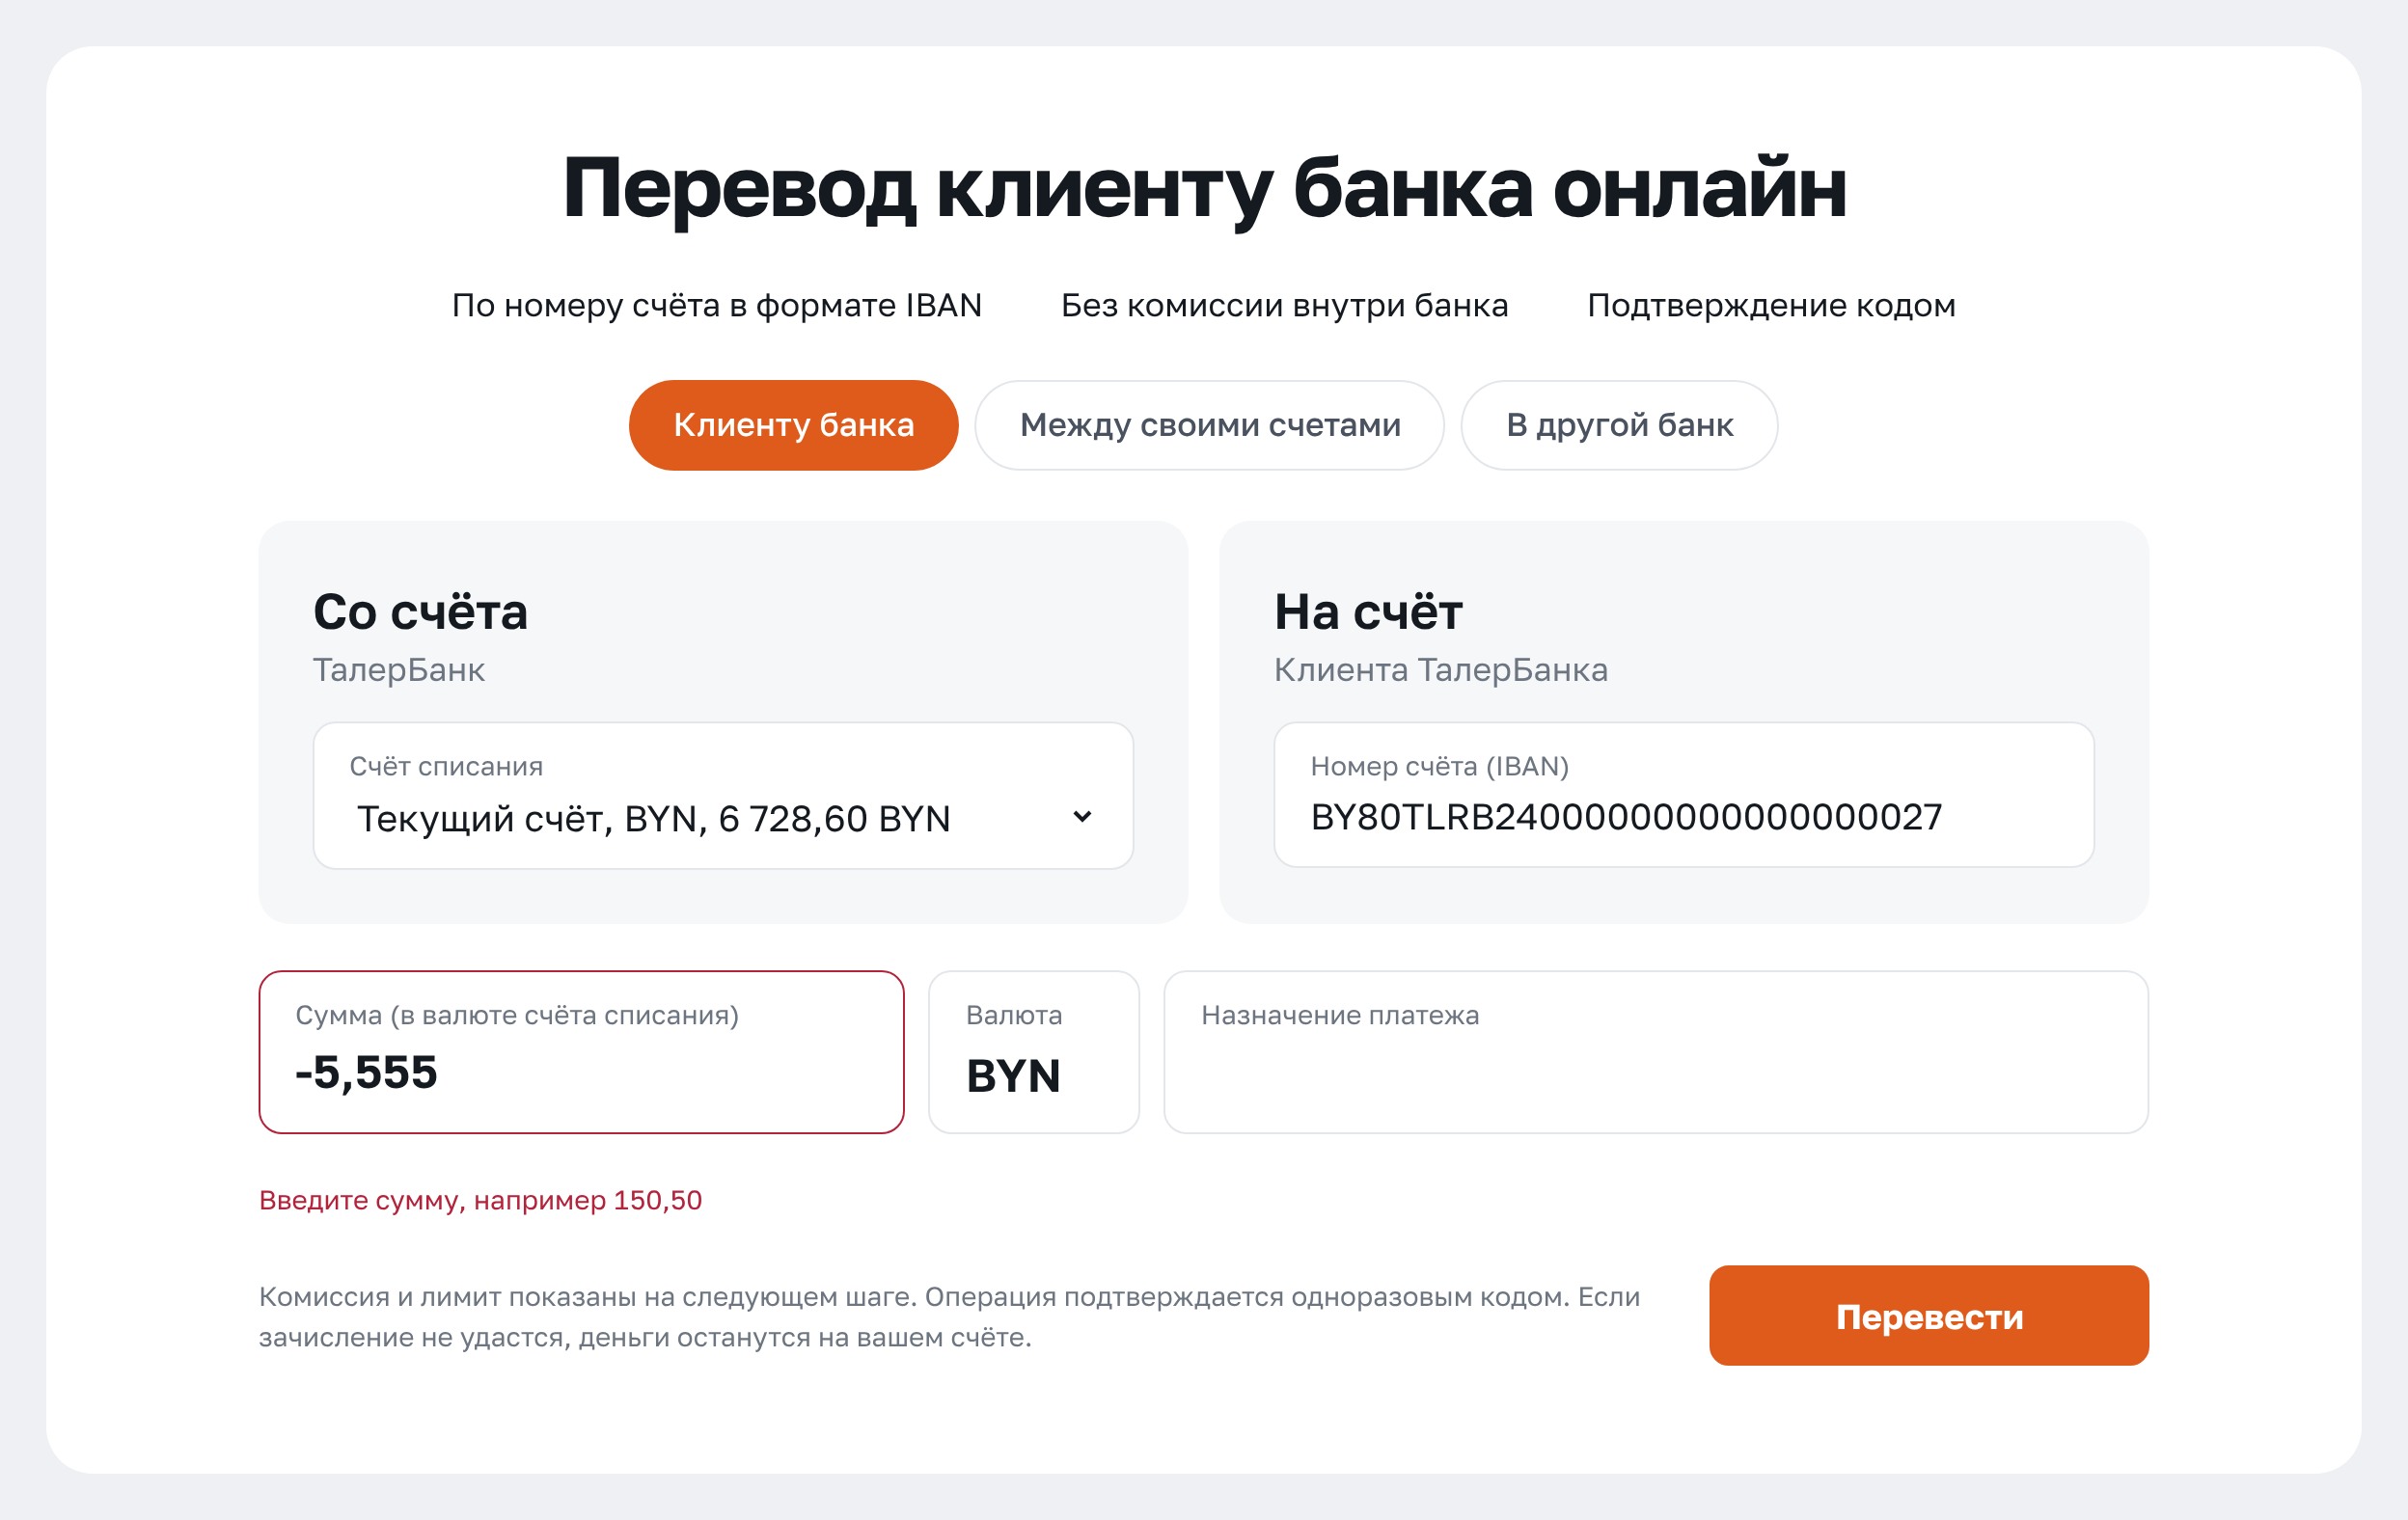 Перевод клиенту банка онлайн
По номеру счёта в формате IBAN
Без комиссии внутри банка
Подтверждение кодом
Клиенту банка
Между своими счетами
В другой банк
Со счёта
ТалерБанк
Счёт списания
Текущий счёт, BYN, 6 728,60 BYN
На счёт
Клиента ТалерБанка
Номер счёта (IBAN)
BY80TLRB24000000000000000027
Сумма (в валюте счёта списания)
-5,555
Валюта
BYN
Назначение платежа
Введите сумму, например 150,50
Комиссия и лимит показаны на следующем шаге. Операция подтверждается одноразовым кодом. Если
зачисление не удастся, деньги останутся на вашем счёте.
Перевести